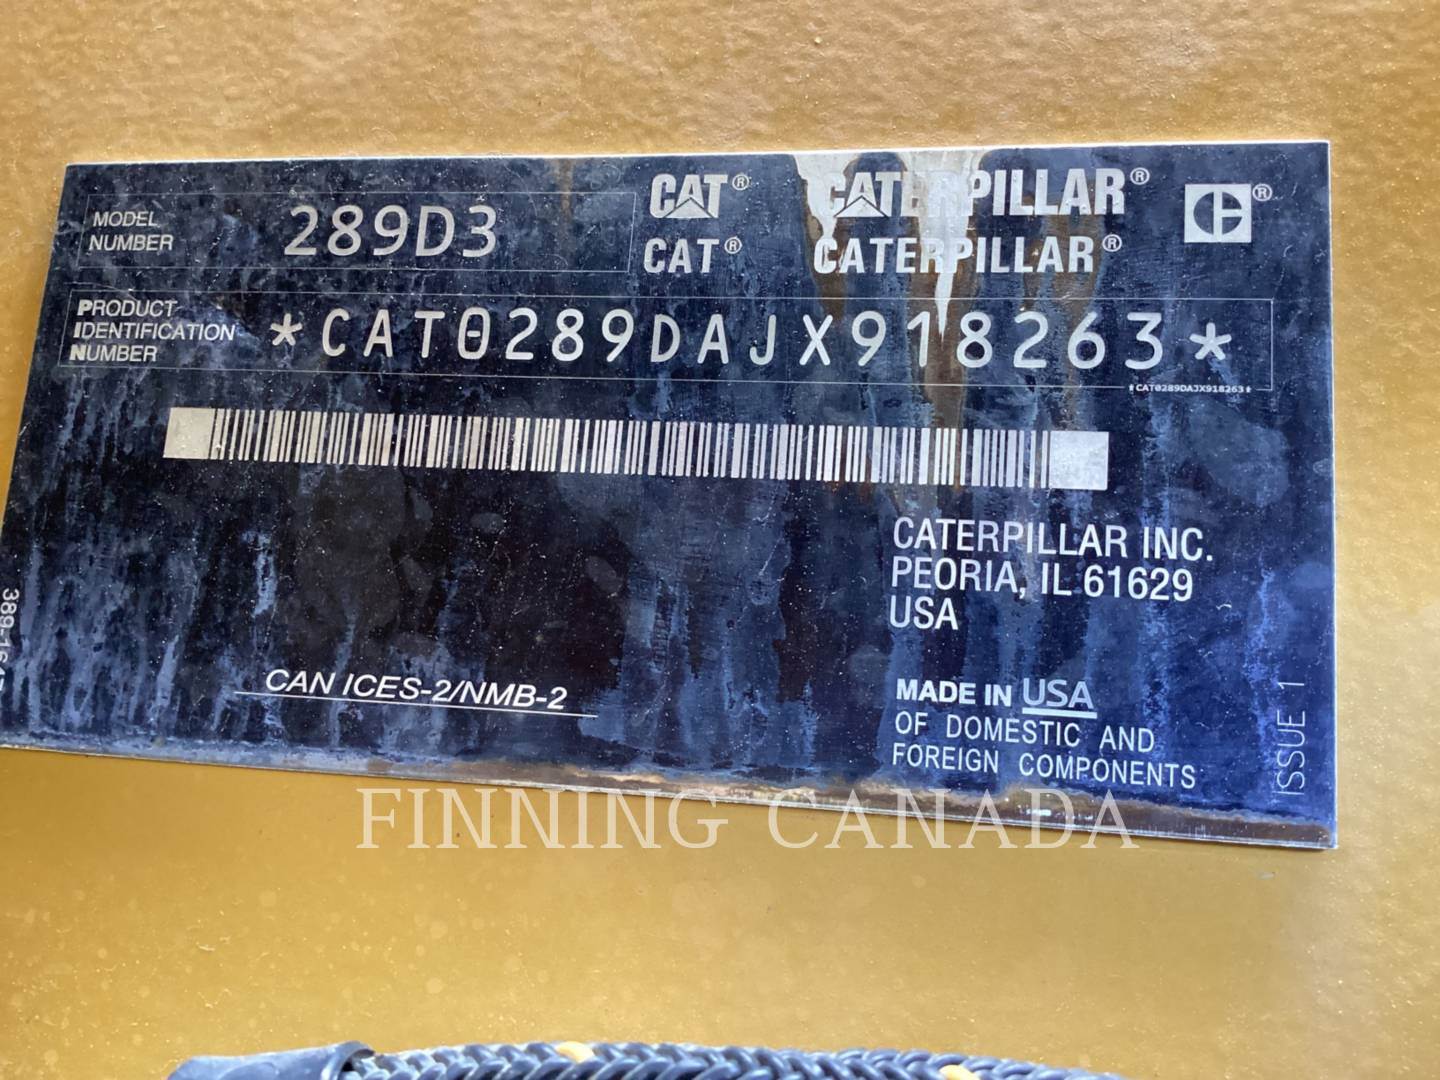 MODEL NUMBER 289D3
CAT® CATERPILLAR® ®
CAT® CATERPILLAR®
PRODUCT
IDENTIFICATION
NUMBER
*CAT0289DAJX918263*
*CAT0289DAJX918263*
CATERPILLAR INC.
PEORIA, IL 61629
USA
CAN ICES-2/NMB-2
MADE IN USA
OF DOMESTIC AND
FOREIGN COMPONENTS
ISSUE 1
FINNING CANADA